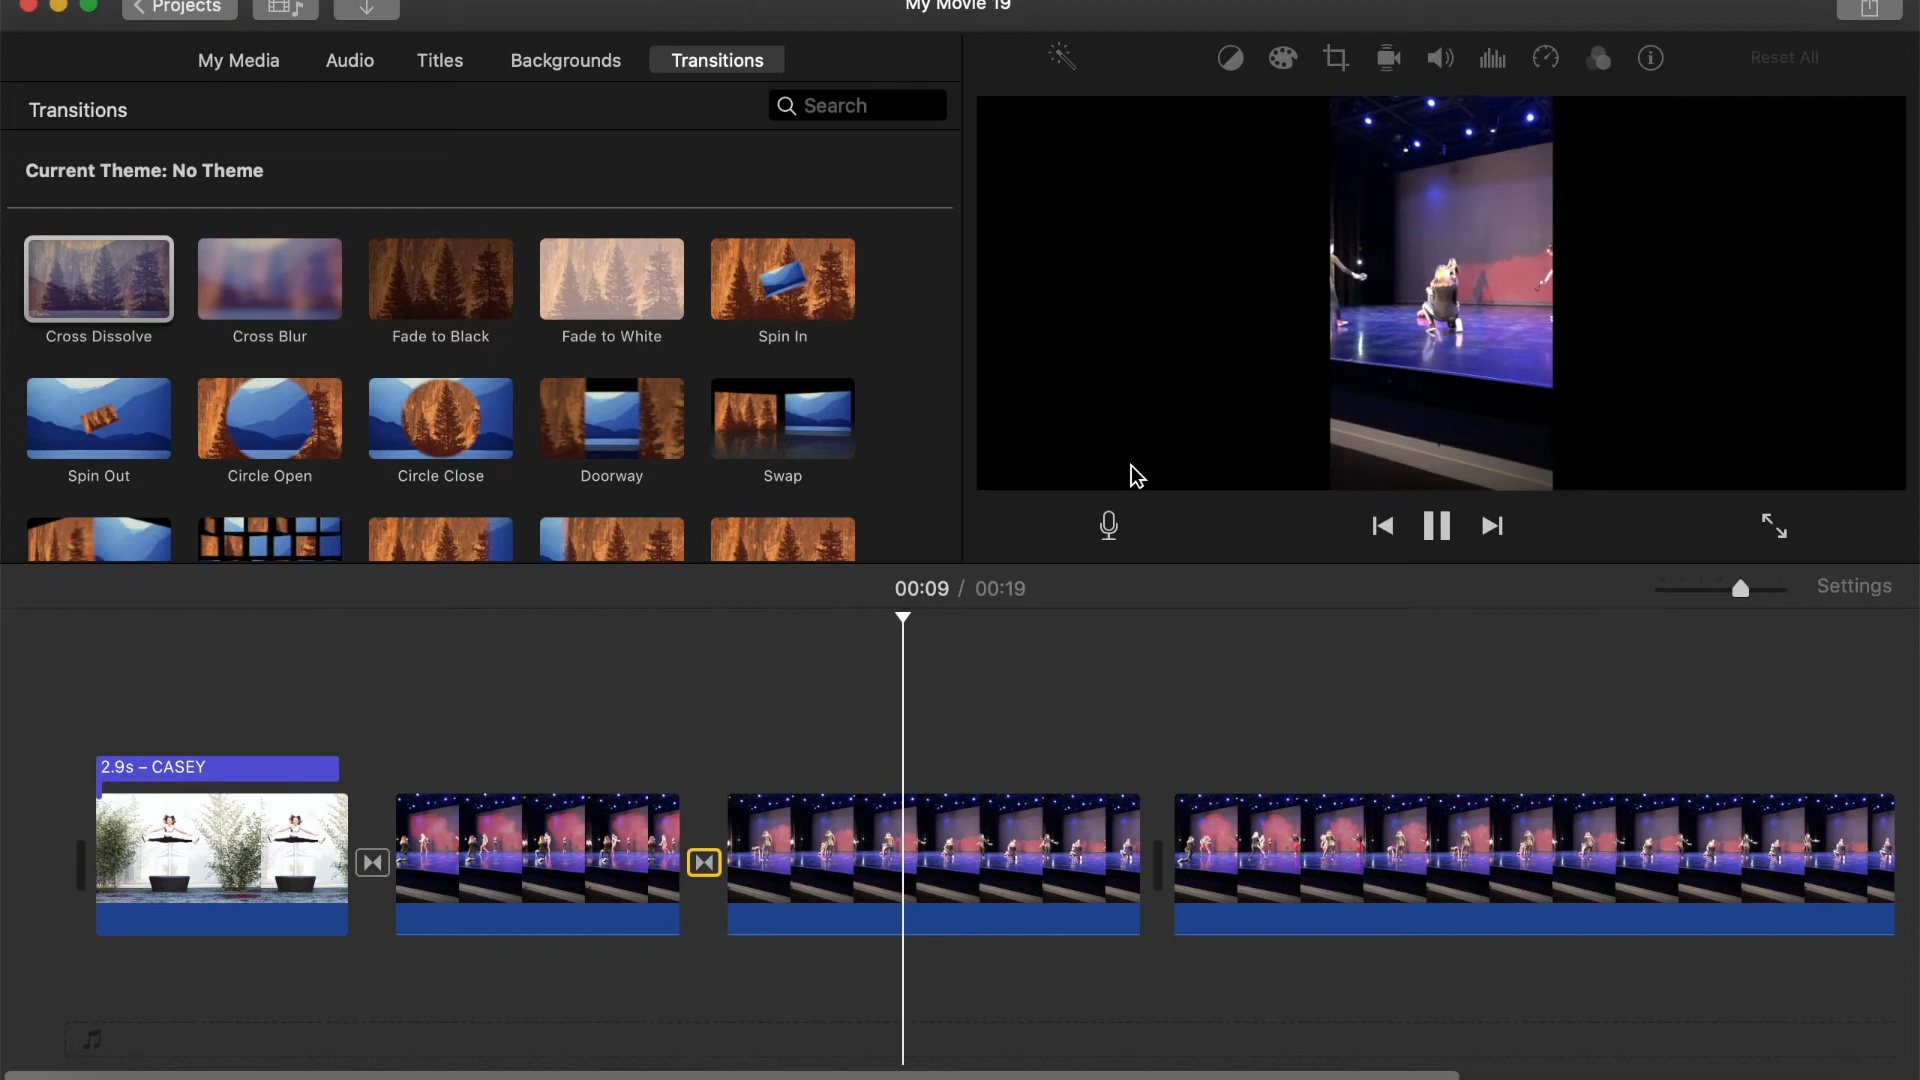 Projects
My Movie 19
My Media
Audio
Titles
Backgrounds
Transitions
Reset All
Transitions
Search
Current Theme: No Theme
Cross Dissolve
Cross Blur
Fade to Black
Fade to White
Spin In
Spin Out
Circle Open
Circle Close
Doorway
Swap
00:09 / 00:19
Settings
2.9s – CASEY